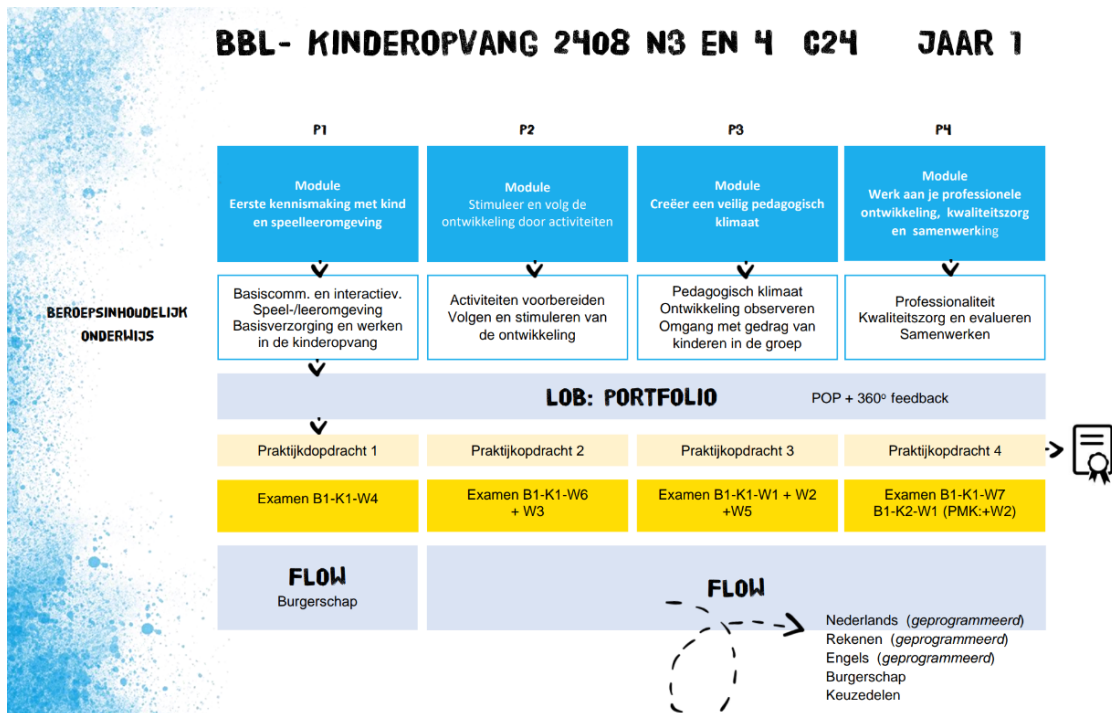 BBL- KINDEROPVANG 2408 N3 EN 4 C24 JAAR 1
P1
P2
P3
P4
Module
Eerste kennismaking met kind
en speelleeromgeving
Module
Stimuleer en volg de
ontwikkeling door activiteiten
Module
Creëer een veilig pedagogisch
klimaat
Module
Werk aan je professionele
ontwikkeling, kwaliteitszorg
en samenwerking
BEROEPSINHOUDELIJK
ONDERWIJS
Basiscomm. en interactiev.
Speel-/leeromgeving
Basisverzorging en werken
in de kinderopvang
Activiteiten voorbereiden
Volgen en stimuleren van
de ontwikkeling
Pedagogisch klimaat
Ontwikkeling observeren
Omgang met gedrag van
kinderen in de groep
Professionaliteit
Kwaliteitszorg en evalueren
Samenwerken
LOB: PORTFOLIO
POP + 360° feedback
Praktijkdopdracht 1
Praktijkopdracht 2
Praktijkopdracht 3
Praktijkopdracht 4
Examen B1-K1-W4
Examen B1-K1-W6
+ W3
Examen B1-K1-W1 + W2
+W5
Examen B1-K1-W7
B1-K2-W1 (PMK:+W2)
FLOW
Burgerschap
FLOW
Nederlands (geprogrammeerd)
Rekenen (geprogrammeerd)
Engels (geprogrammeerd)
Burgerschap
Keuzedelen